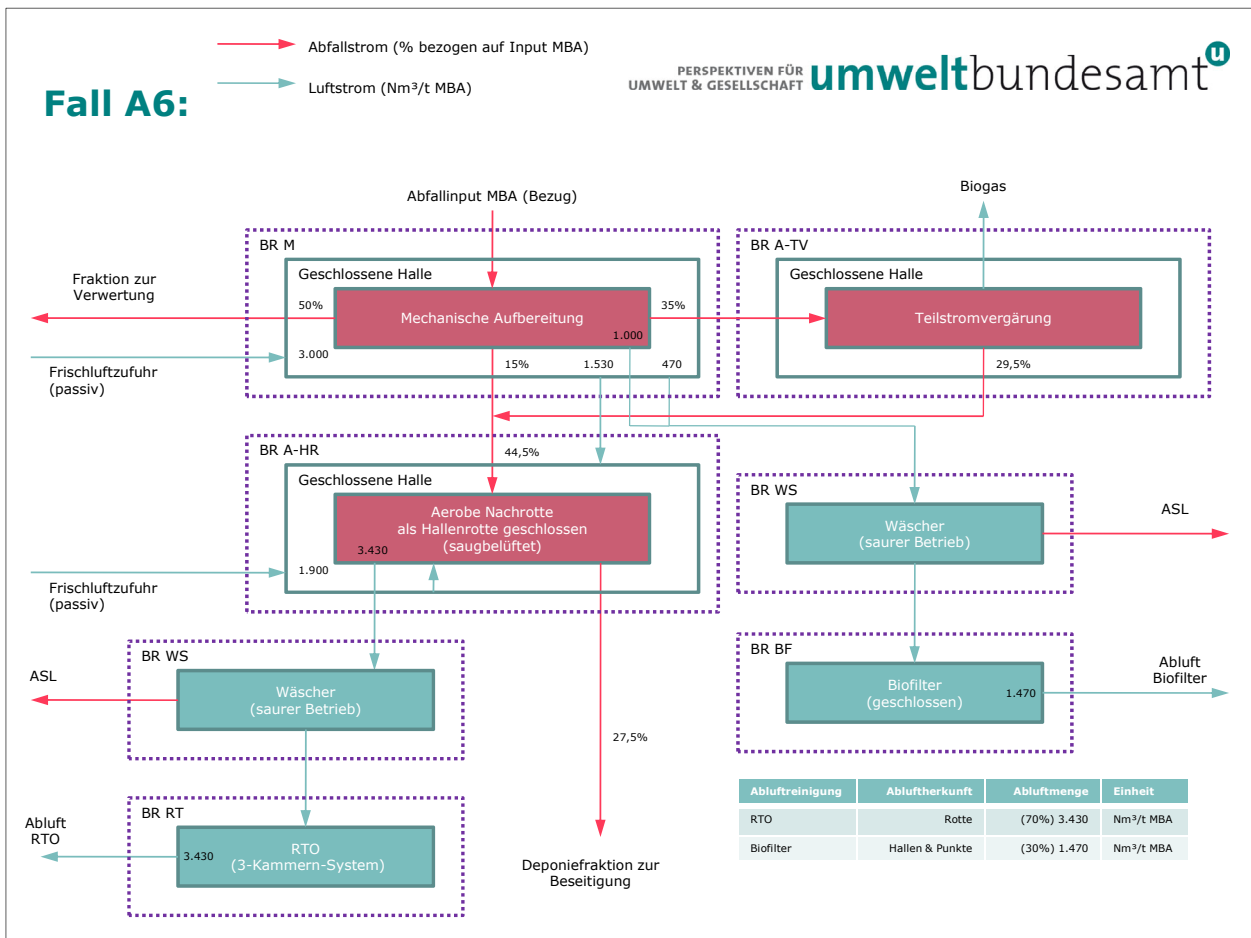 Abfallstrom (% bezogen auf Input MBA)
Luftstrom (Nm³/t MBA)
PERSPEKTIVEN FÜR
UMWELT & GESELLSCHAFT
umweltbundesamt
u
Fall A6:
Abfallinput MBA (Bezug)
Biogas
BR M
Geschlossene Halle
Fraktion zur
Verwertung
50%
Mechanische Aufbereitung
1.000
35%
3.000
15%
1.530
470
Frischluftzufuhr
(passiv)
BR A-TV
Geschlossene Halle
Teilstromvergärung
29,5%
BR A-HR
44,5%
Geschlossene Halle
Aerobe Nachrotte
als Hallenrotte geschlossen
(saugbelüftet)
3.430
1.900
Frischluftzufuhr
(passiv)
BR WS
Wäscher
(saurer Betrieb)
ASL
BR BF
Biofilter
(geschlossen)
1.470
Abluft
Biofilter
BR WS
ASL
Wäscher
(saurer Betrieb)
27,5%
BR RT
Abluft
RTO
3.430
RTO
(3-Kammern-System)
Deponiefraktion zur
Beseitigung
Abluftreinigung Abluftherkunft Abluftmenge Einheit
RTO Rotte (70%) 3.430 Nm³/t MBA
Biofilter Hallen & Punkte (30%) 1.470 Nm³/t MBA